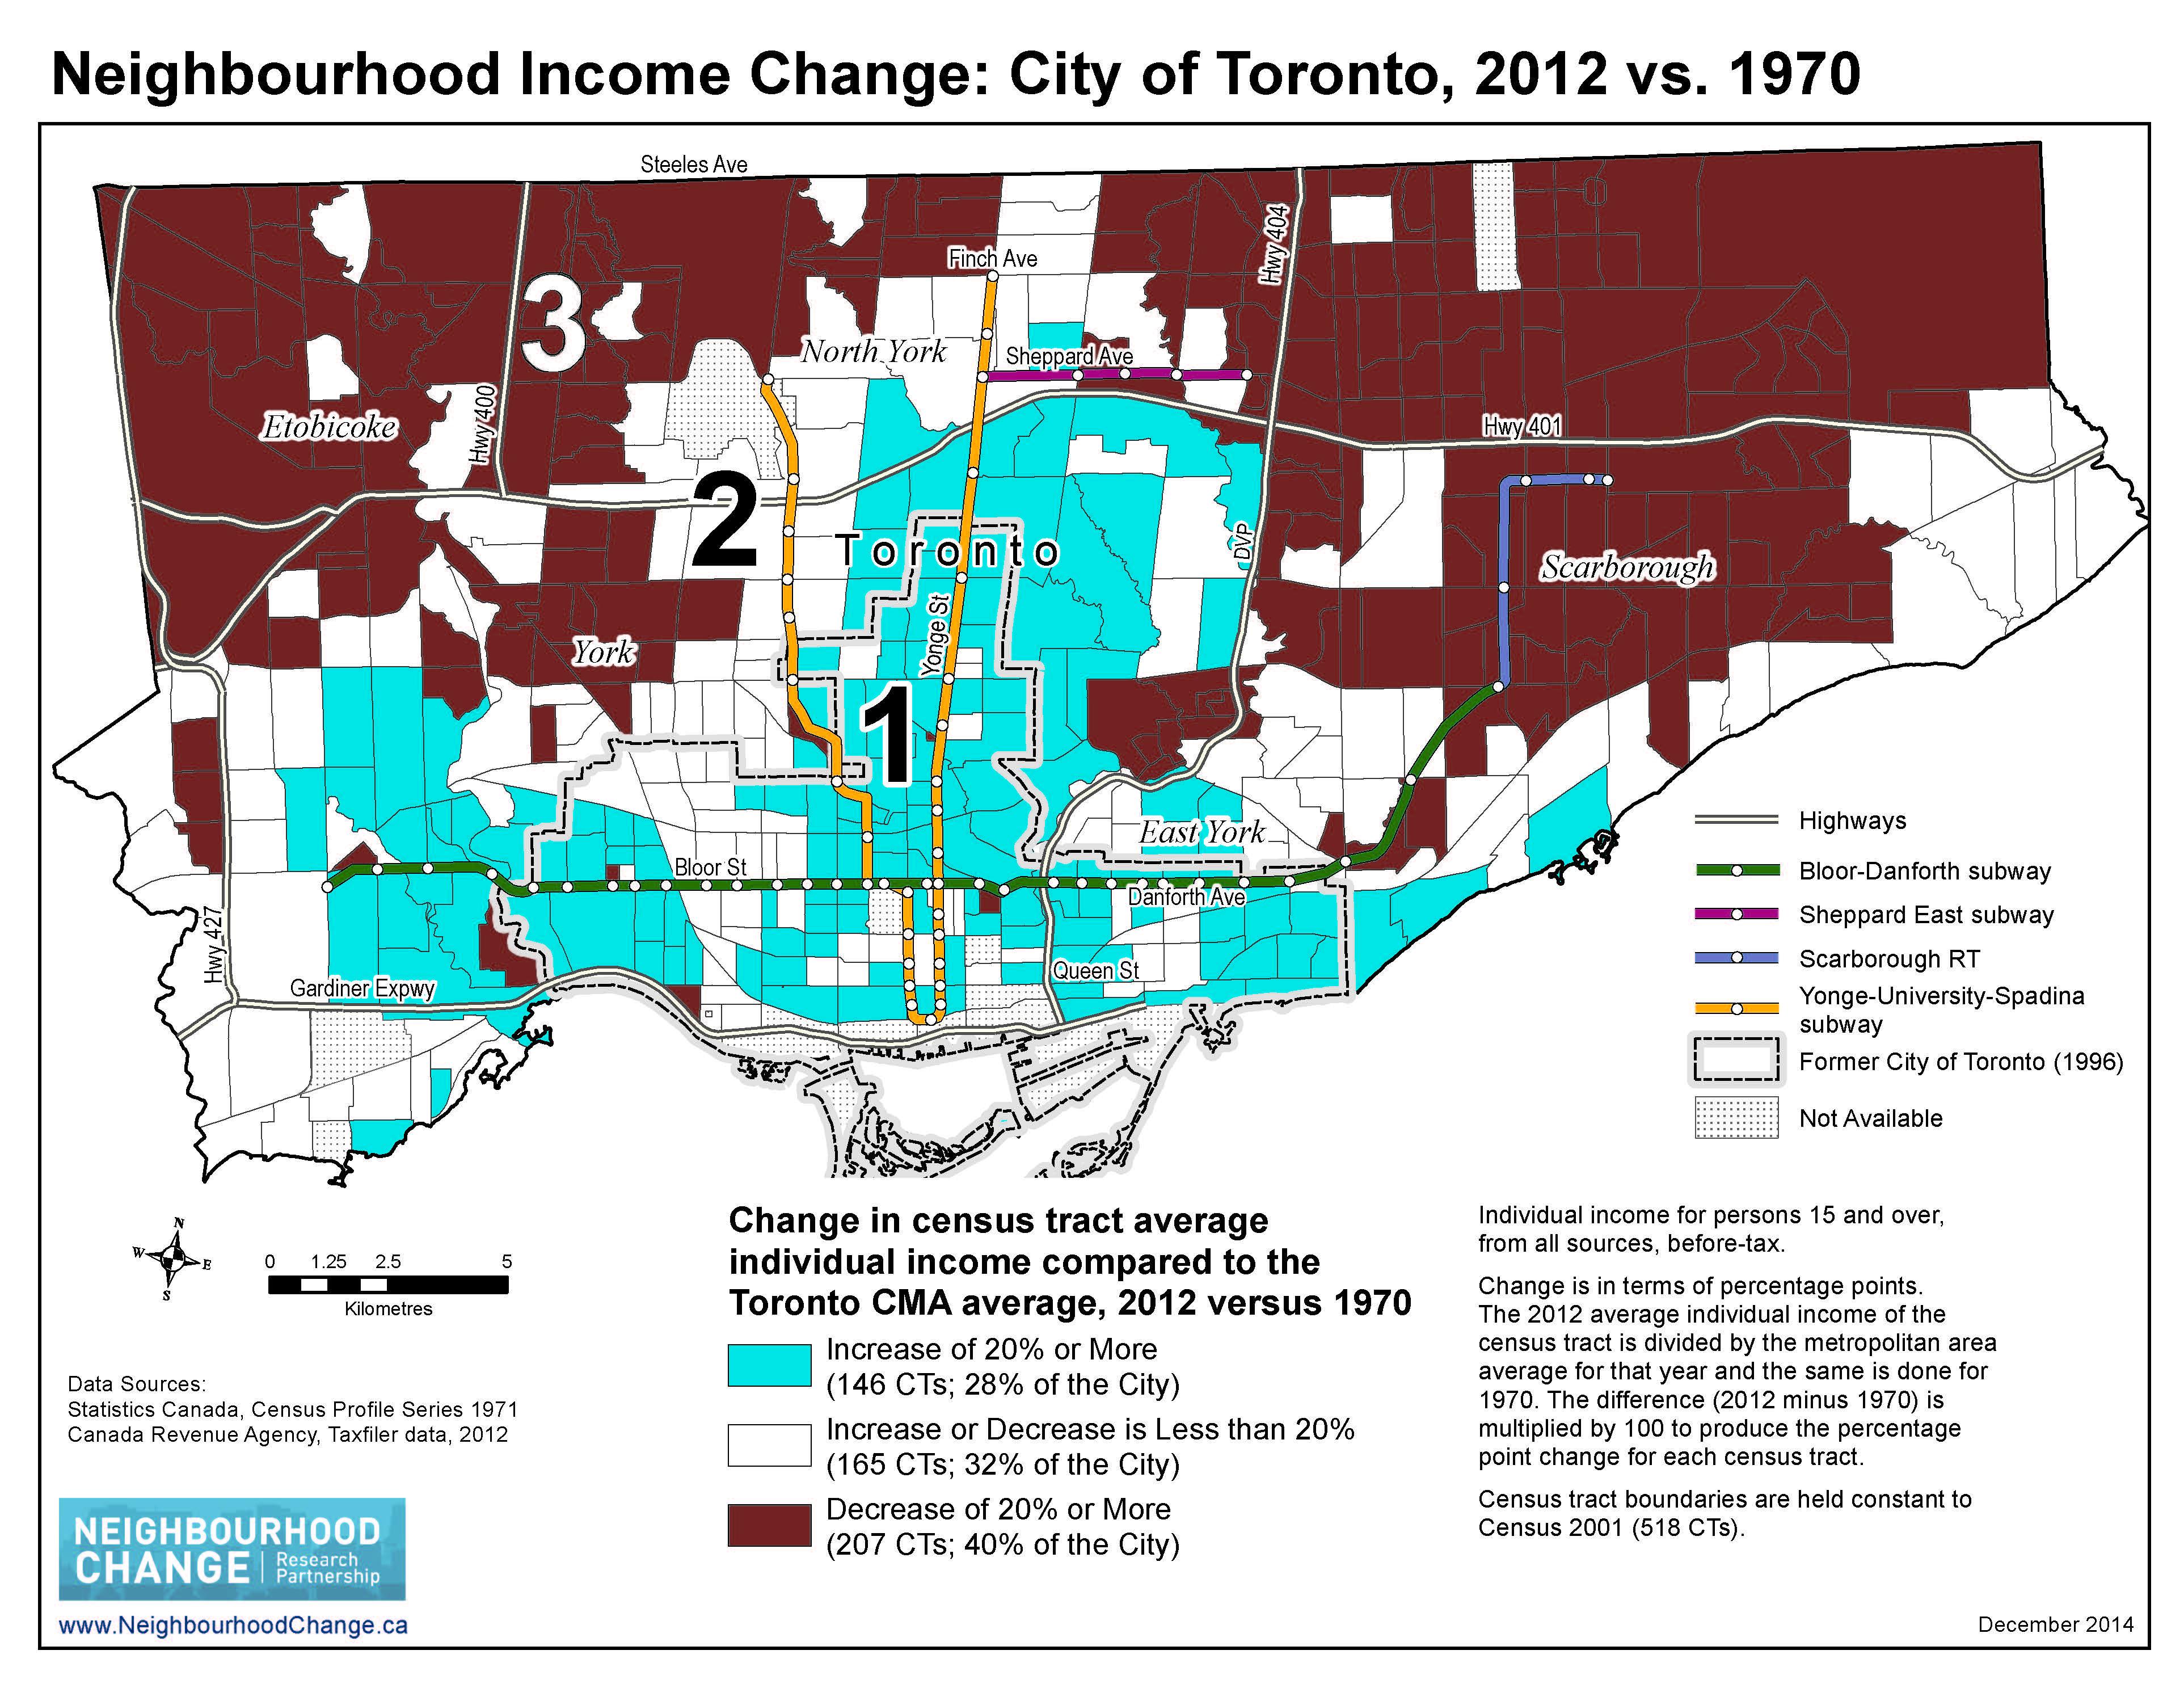 Neighbourhood Income Change: City of Toronto, 2012 vs. 1970
Steeles Ave
Finch Ave
Hwy 404
3
North York
Sheppard Ave
Etobicoke
Hwy 400
Hwy 401
2
Toronto
DVP
Scarborough
York
Yonge St
1
East York
Bloor St
Danforth Ave
Hwy 427
Gardiner Expwy
Queen St
Highways
Bloor-Danforth subway
Sheppard East subway
Scarborough RT
Yonge-University-Spadina
subway
Former City of Toronto (1996)
Not Available
N
W
E
S
0 1.25 2.5 5
Kilometres
Data Sources:
Statistics Canada, Census Profile Series 1971
Canada Revenue Agency, Taxfiler data, 2012
NEIGHBOURHOOD
CHANGE | Research
Partnership
www.NeighbourhoodChange.ca
Change in census tract average
individual income compared to the
Toronto CMA average, 2012 versus 1970
Increase of 20% or More
(146 CTs; 28% of the City)
Increase or Decrease is Less than 20%
(165 CTs; 32% of the City)
Decrease of 20% or More
(207 CTs; 40% of the City)
Individual income for persons 15 and over,
from all sources, before-tax.
Change is in terms of percentage points.
The 2012 average individual income of the
census tract is divided by the metropolitan area
average for that year and the same is done for
1970. The difference (2012 minus 1970) is
multiplied by 100 to produce the percentage
point change for each census tract.
Census tract boundaries are held constant to
Census 2001 (518 CTs).
December 2014